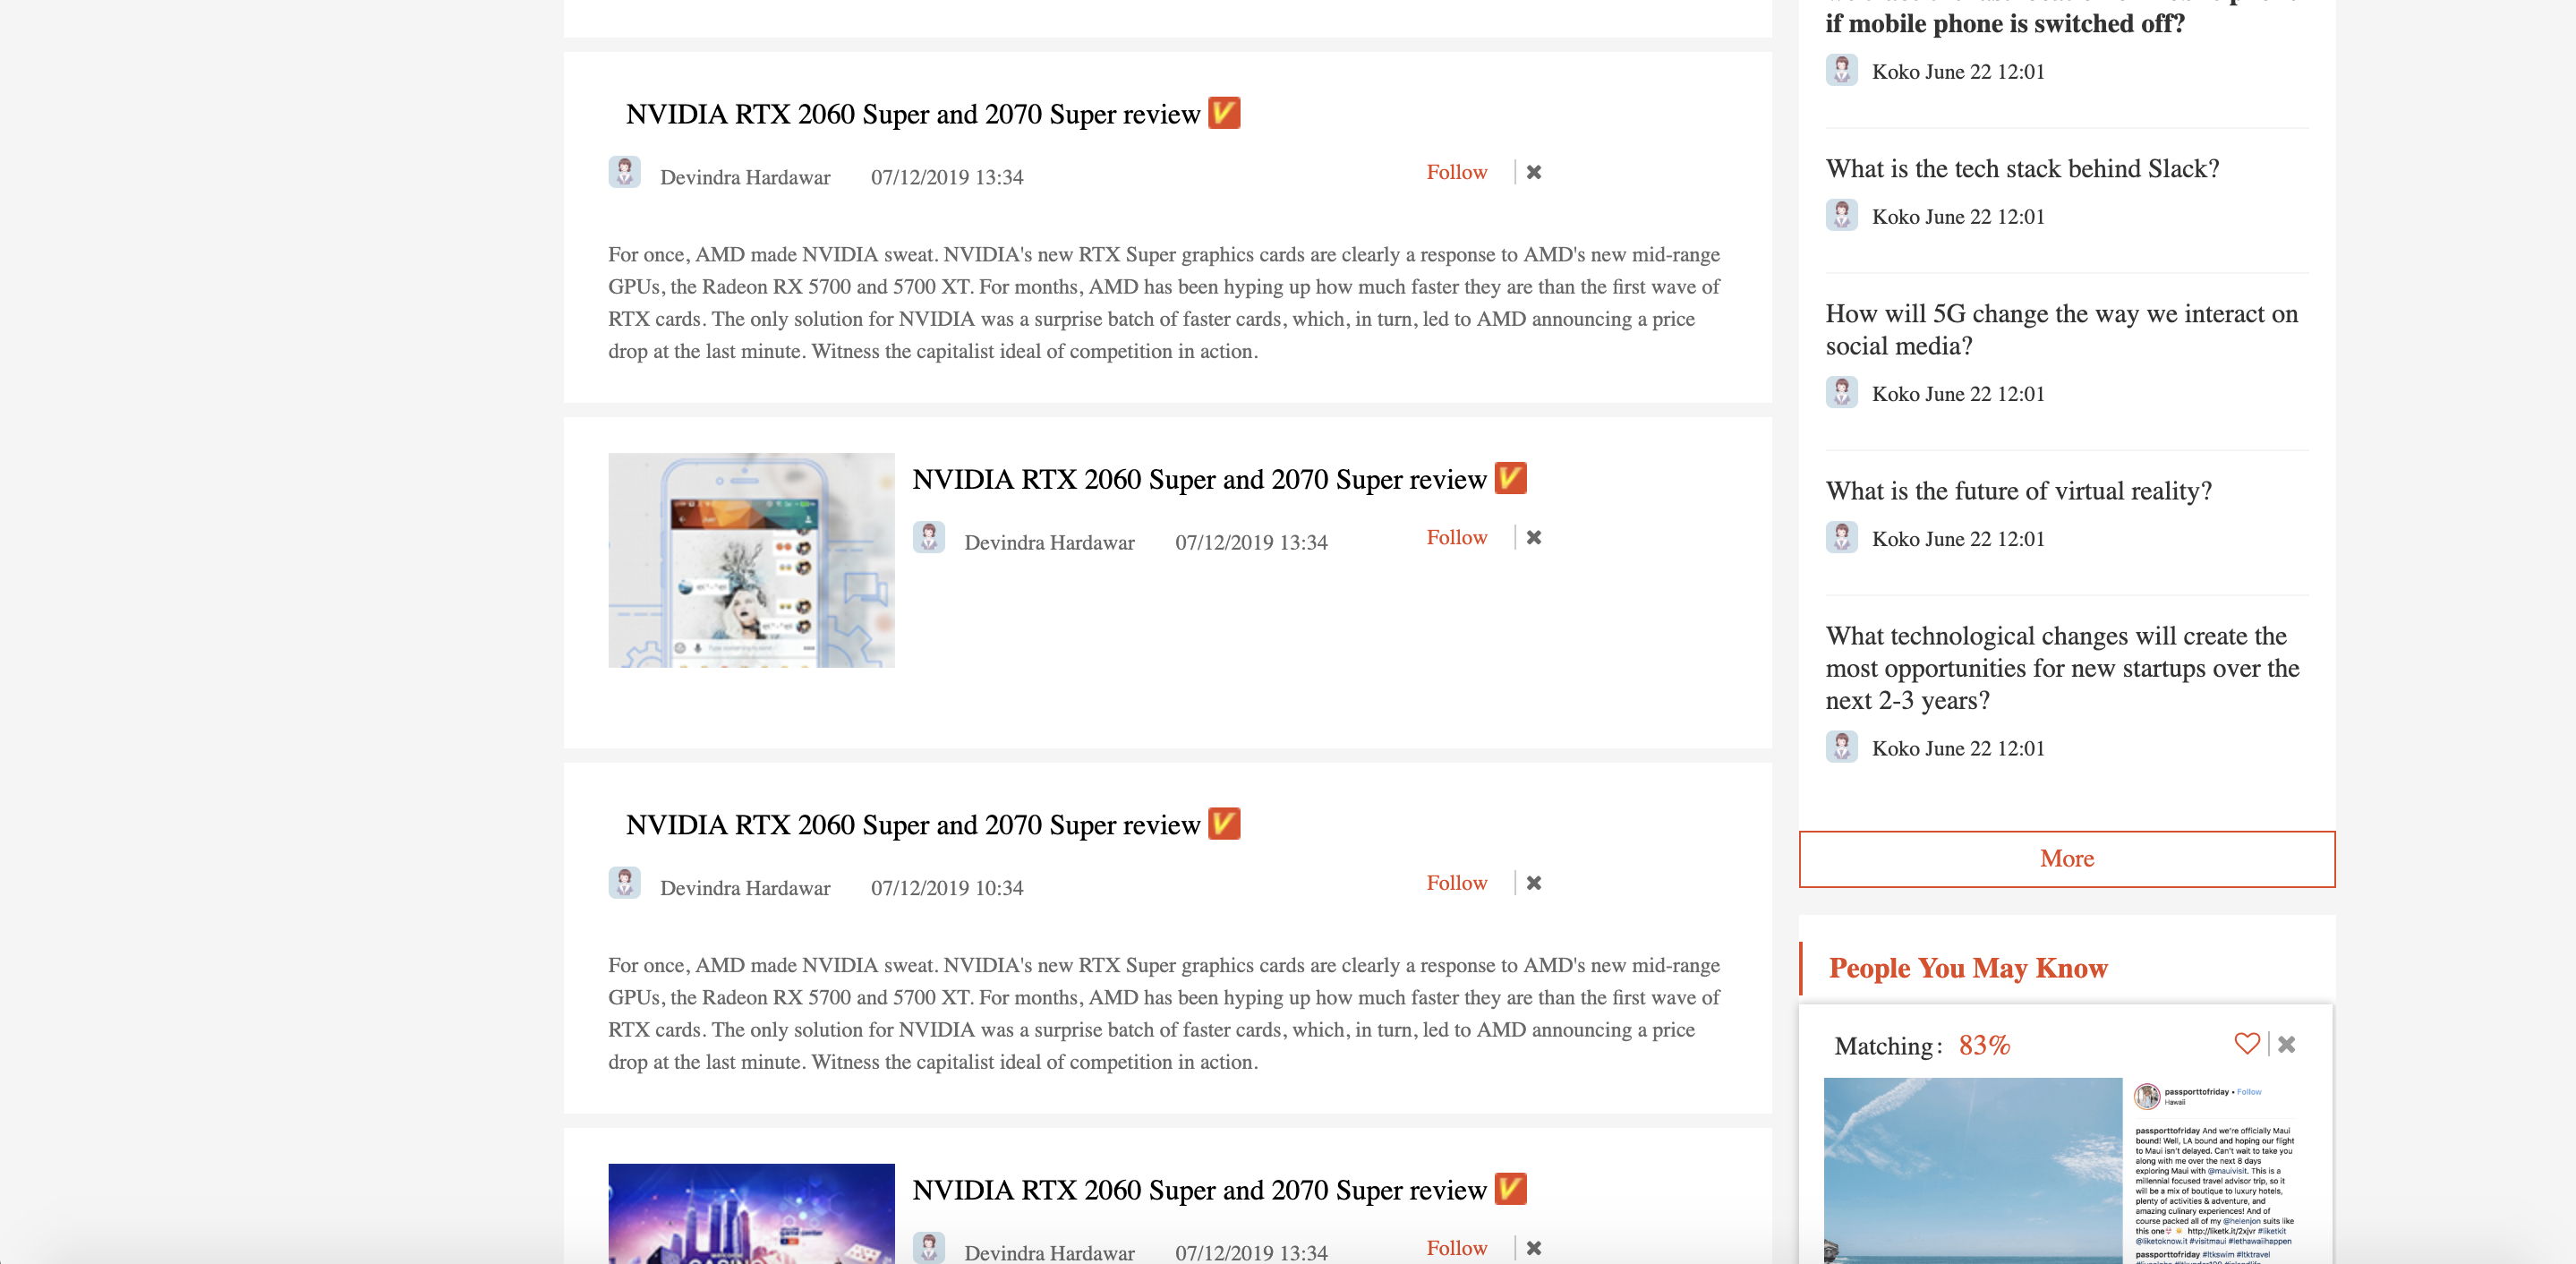 NVIDIA RTX 2060 Super and 2070 Super review V
Devindra Hardawar 07/12/2019 13:34 Follow
For once, AMD made NVIDIA sweat. NVIDIA's new RTX Super graphics cards are clearly a response to AMD's new mid-range
GPUs, the Radeon RX 5700 and 5700 XT. For months, AMD has been hyping up how much faster they are than the first wave of
RTX cards. The only solution for NVIDIA was a surprise batch of faster cards, which, in turn, led to AMD announcing a price
drop at the last minute. Witness the capitalist ideal of competition in action.
NVIDIA RTX 2060 Super and 2070 Super review V
Devindra Hardawar 07/12/2019 13:34 Follow
NVIDIA RTX 2060 Super and 2070 Super review V
Devindra Hardawar 07/12/2019 10:34 Follow
For once, AMD made NVIDIA sweat. NVIDIA's new RTX Super graphics cards are clearly a response to AMD's new mid-range
GPUs, the Radeon RX 5700 and 5700 XT. For months, AMD has been hyping up how much faster they are than the first wave of
RTX cards. The only solution for NVIDIA was a surprise batch of faster cards, which, in turn, led to AMD announcing a price
drop at the last minute. Witness the capitalist ideal of competition in action.
NVIDIA RTX 2060 Super and 2070 Super review V
Devindra Hardawar 07/12/2019 13:34 Follow
if mobile phone is switched off?
Koko June 22 12:01
What is the tech stack behind Slack?
Koko June 22 12:01
How will 5G change the way we interact on
social media?
Koko June 22 12:01
What is the future of virtual reality?
Koko June 22 12:01
What technological changes will create the
most opportunities for new startups over the
next 2-3 years?
Koko June 22 12:01
More
People You May Know
Matching: 83%
passporttofriday • Follow
Hawaii
passporttofriday And we're officially Maui
bound! Well, LA bound and hoping our flight
to Maui isn't delayed. Can't wait to take you
along with me over the next 8 days
exploring Maui with @mauivisit. This is a
millennial focused travel advisor trip, so it
will be a mix of boutique to luxury hotels,
plenty of activities & adventure, and
amazing culinary experiences! And of
course packed all of my @helenjon suits like
this one http://liketk.it/2xjvr #liketkit
@liketoknow.it #visitmaui #lethawaiihappen
passporttofriday #ltkswim #ltktravel